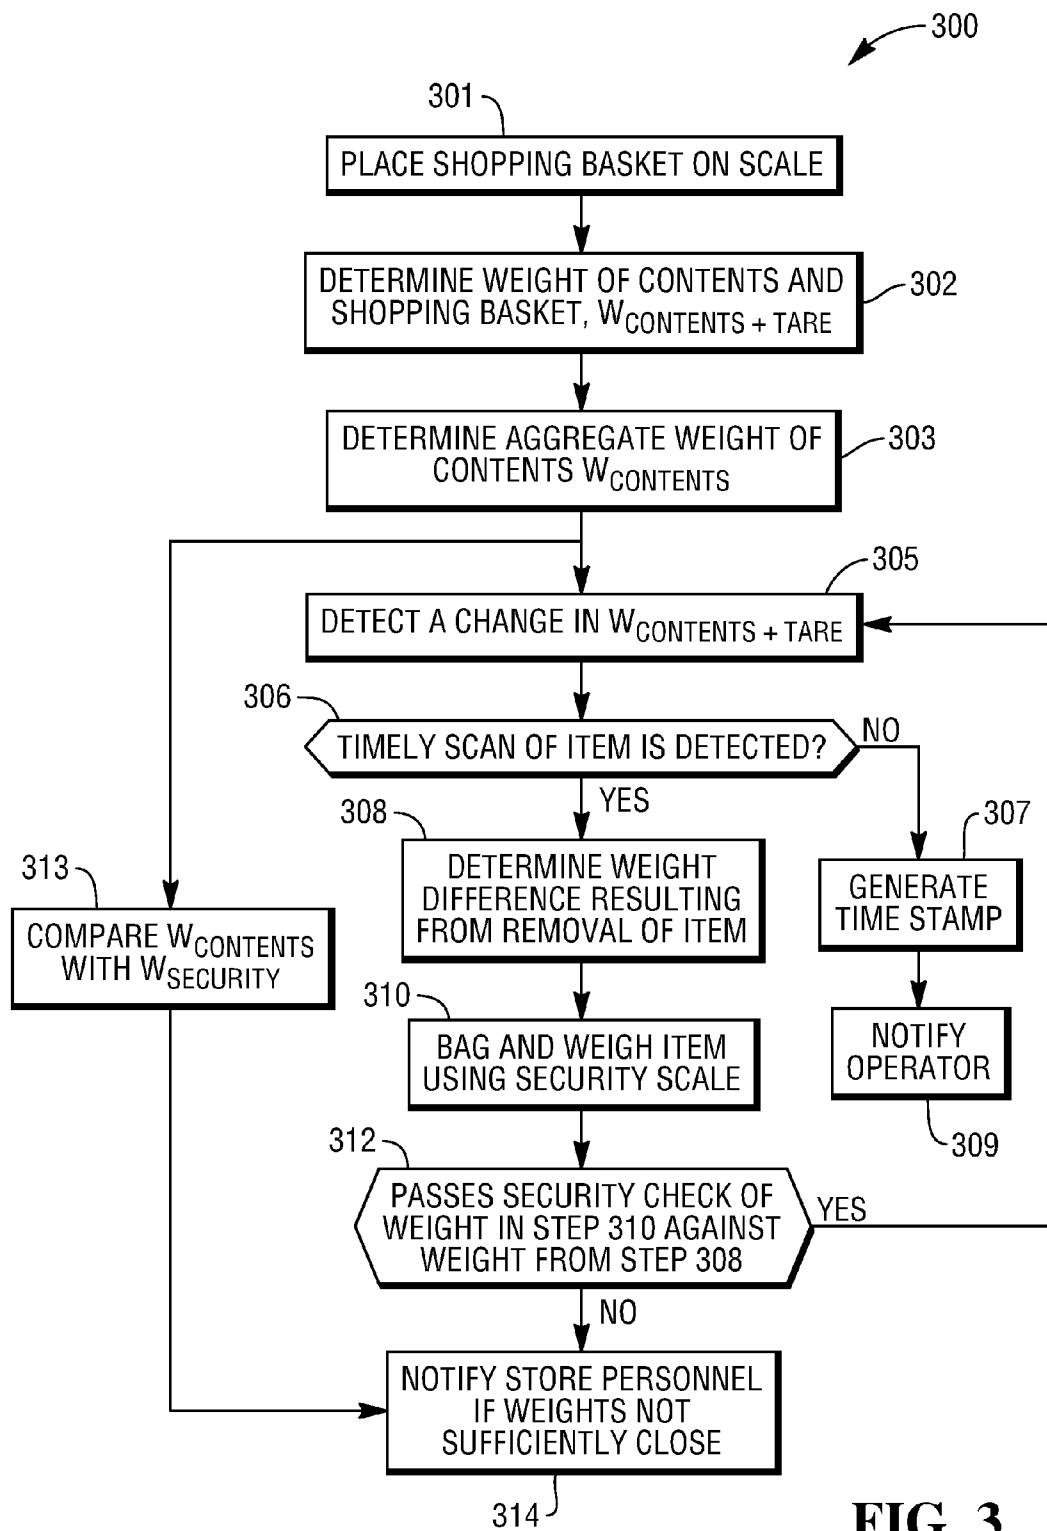 300
301
PLACE SHOPPING BASKET ON SCALE
DETERMINE WEIGHT OF CONTENTS AND
SHOPPING BASKET, WCONTENTS + TARE
302
DETERMINE AGGREGATE WEIGHT OF
CONTENTS WCONTENTS
303
305
DETECT A CHANGE IN WCONTENTS + TARE
306
TIMELY SCAN OF ITEM IS DETECTED?
NO
YES
308
DETERMINE WEIGHT
DIFFERENCE RESULTING
FROM REMOVAL OF ITEM
307
GENERATE
TIME STAMP
313
COMPARE WCONTENTS
WITH WSECURITY
310
BAG AND WEIGH ITEM
USING SECURITY SCALE
NOTIFY
OPERATOR
309
312
PASSES SECURITY CHECK OF
WEIGHT IN STEP 310 AGAINST
WEIGHT FROM STEP 308
YES
NO
NOTIFY STORE PERSONNEL
IF WEIGHTS NOT
SUFFICIENTLY CLOSE
314
FIG. 3